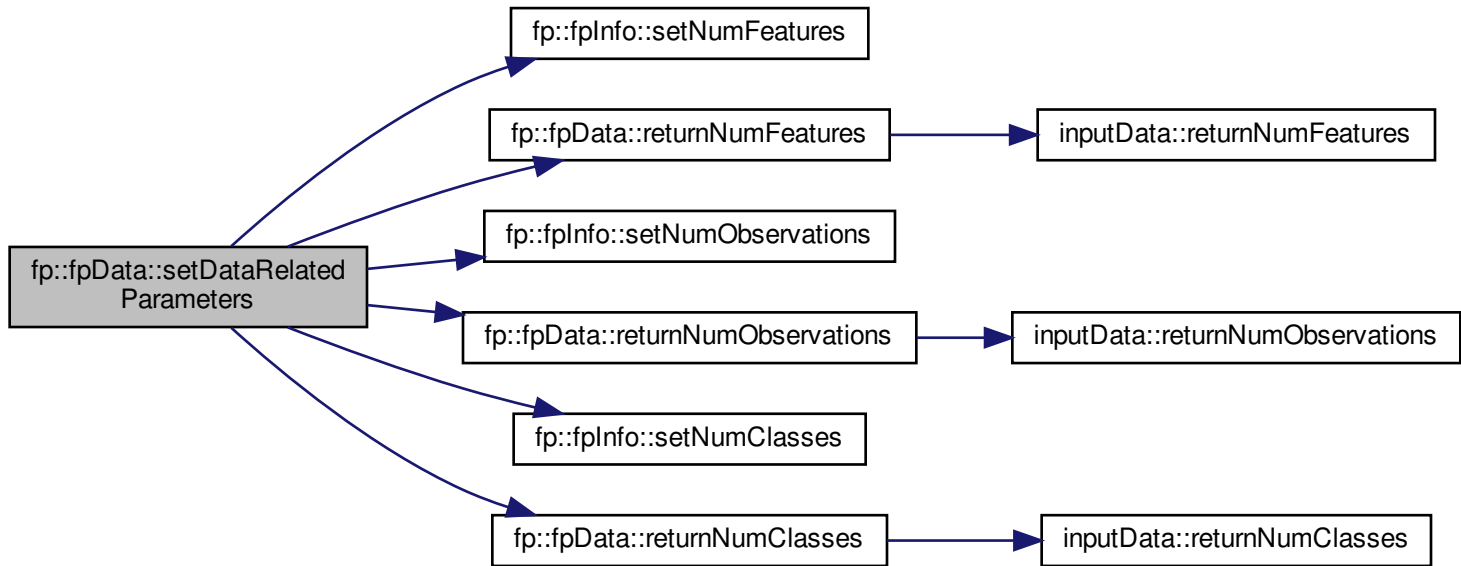 fp::fpInfo::setNumFeatures
fp::fpData::returnNumFeatures
inputData::returnNumFeatures
fp::fpInfo::setNumObservations
fp::fpData::setDataRelated
Parameters
fp::fpData::returnNumObservations
inputData::returnNumObservations
fp::fpInfo::setNumClasses
fp::fpData::returnNumClasses
inputData::returnNumClasses